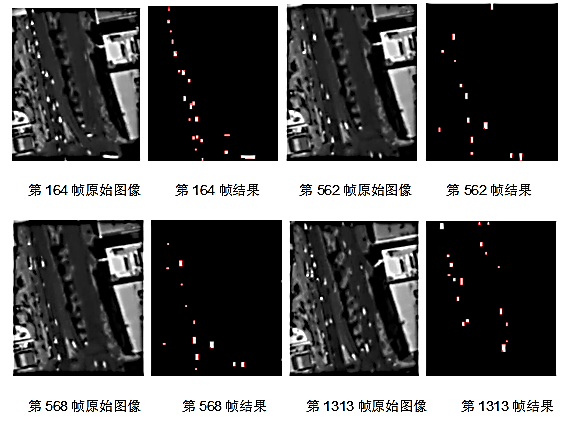 第 164 帧原始图像 第 164 帧结果 第 562 帧原始图像 第 562 帧结果
第 568 帧原始图像 第 568 帧结果 第 1313 帧原始图像 第 1313 帧结果